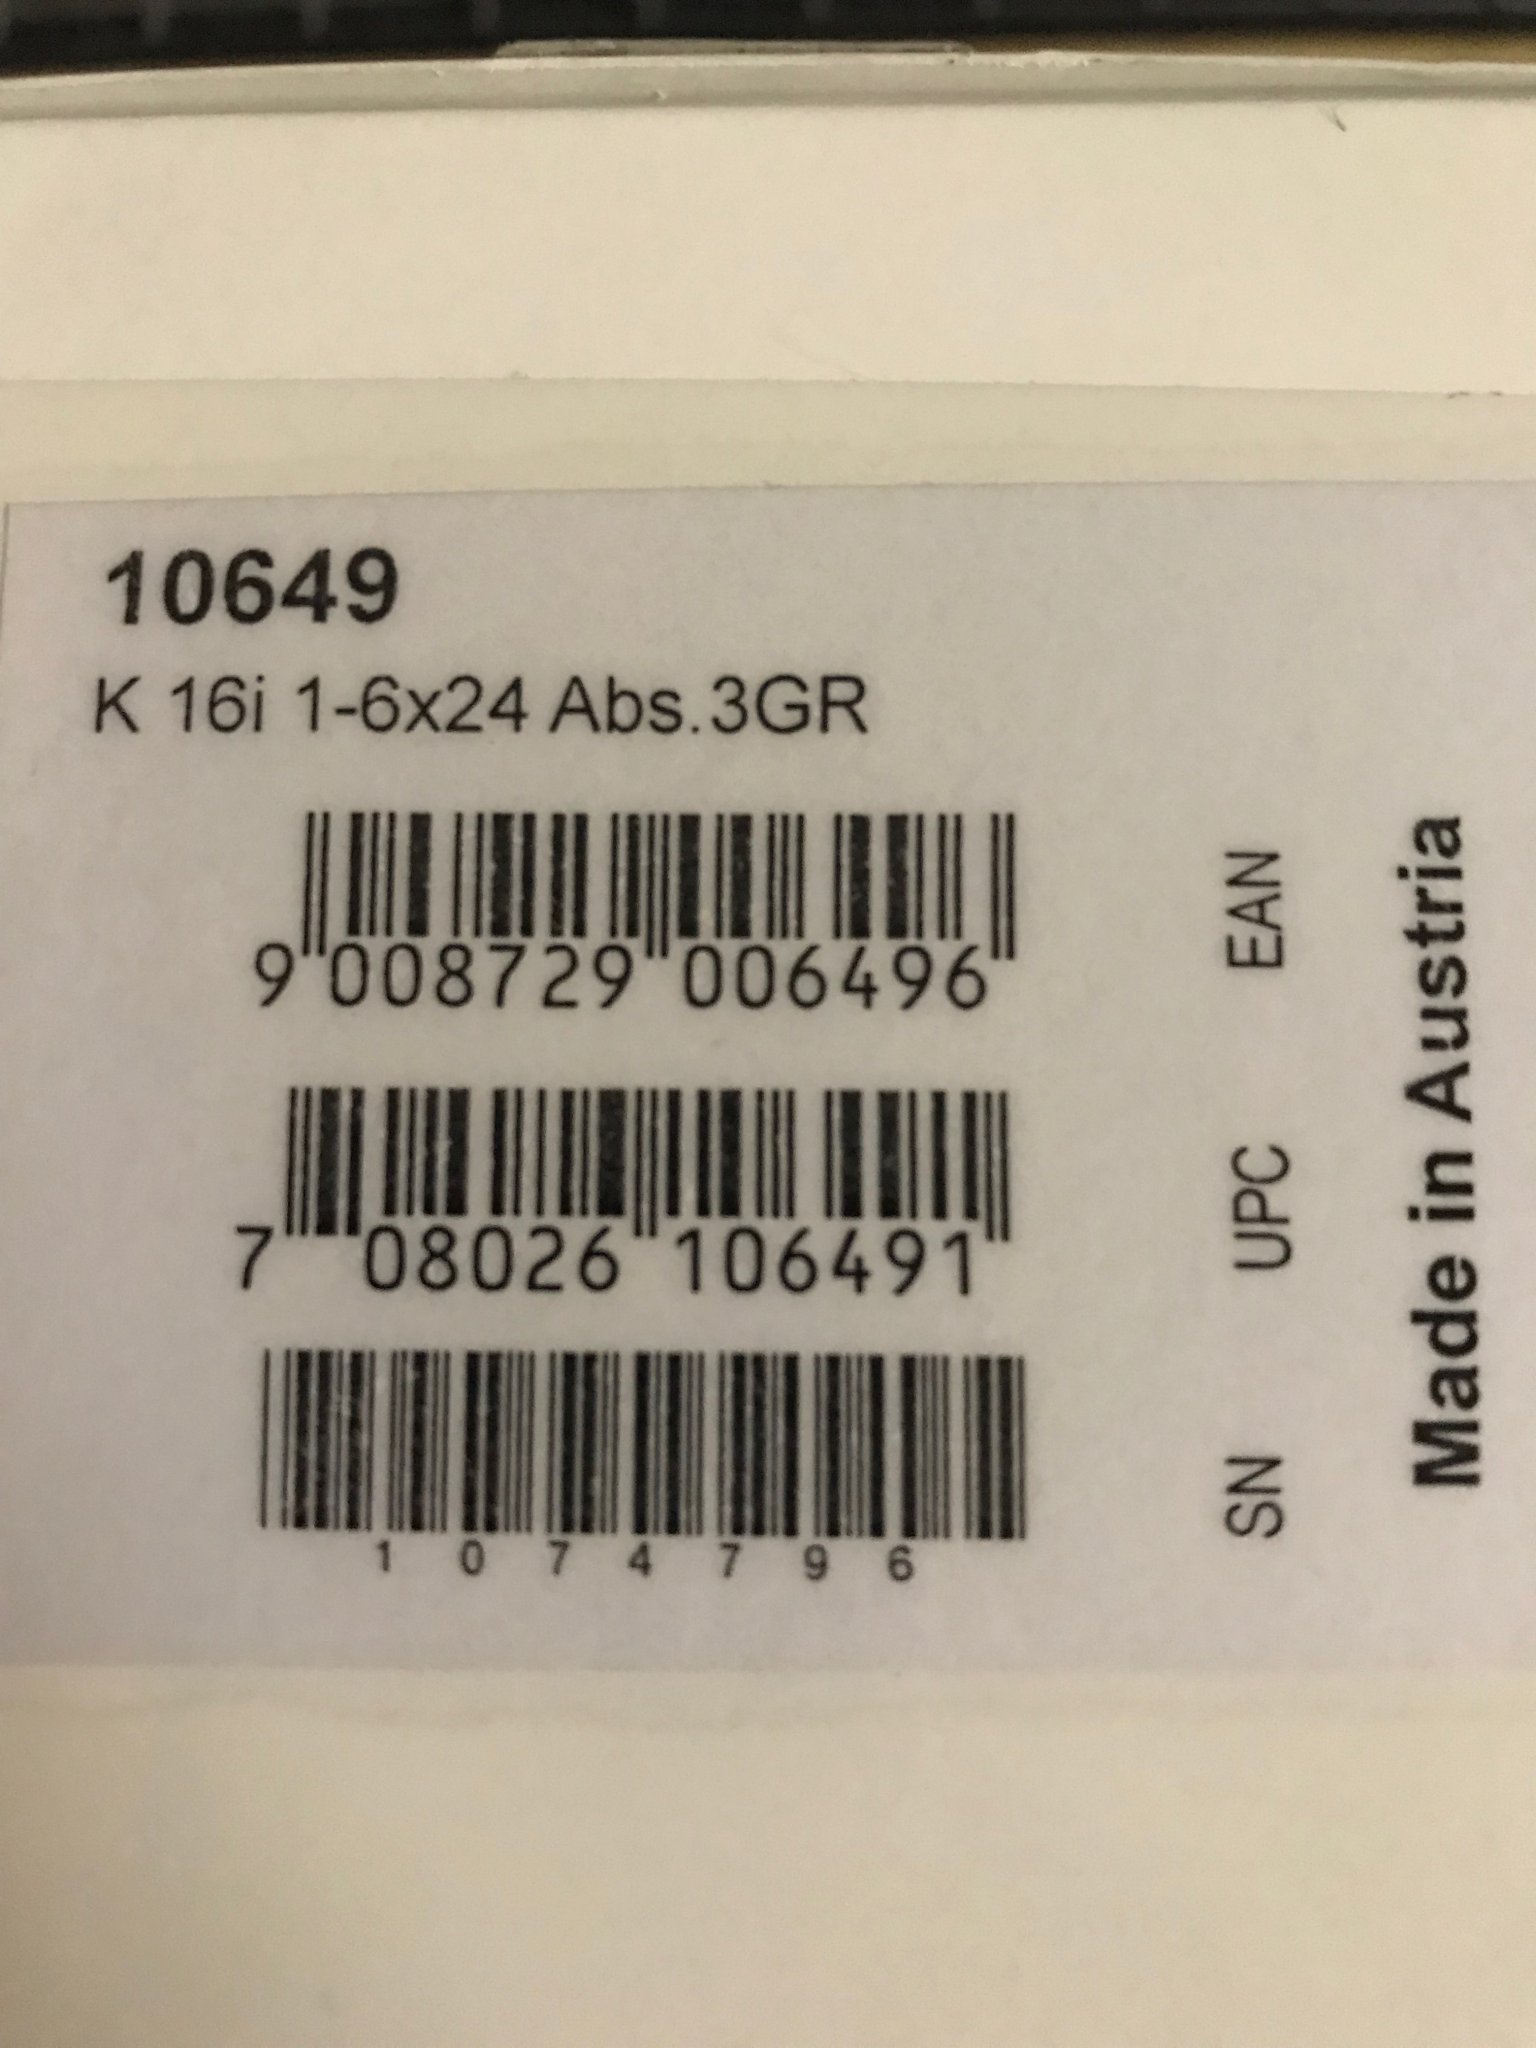 10649
K 16i 1-6x24 Abs.3GR
9 008729 006496
EAN
7 08026 106491
UPC
1074796
SN
Made in Austria